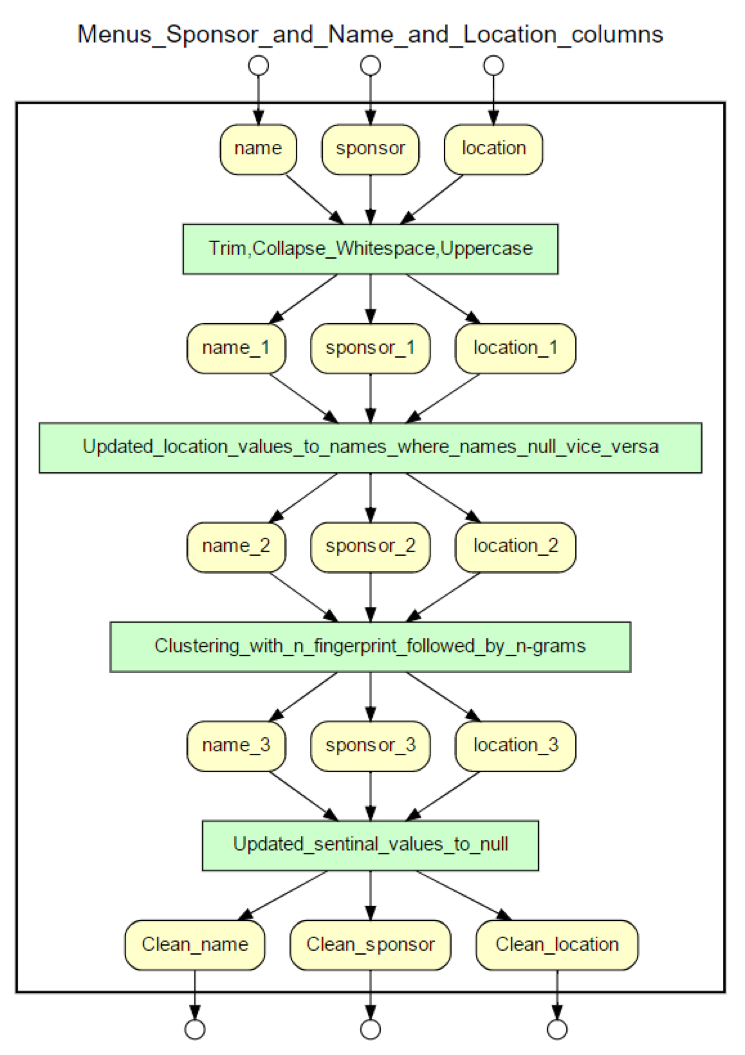 Menus_Sponsor_and_Name_and_Location_columns
name
sponsor
location
Trim,Collapse_Whitespace,Uppercase
name_1
sponsor_1
location_1
Updated_location_values_to_names_where_names_null_vice_versa
name_2
sponsor_2
location_2
Clustering_with_n_fingerprint_followed_by_n-grams
name_3
sponsor_3
location_3
Updated_sentinal_values_to_null
Clean_name
Clean_sponsor
Clean_location